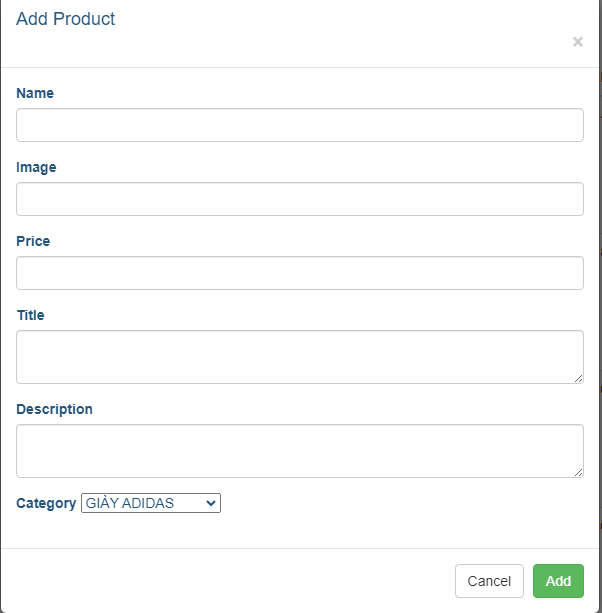 Add Product
×
Name
Image
Price
Title
Description
Category GIÀY ADIDAS
Cancel Add